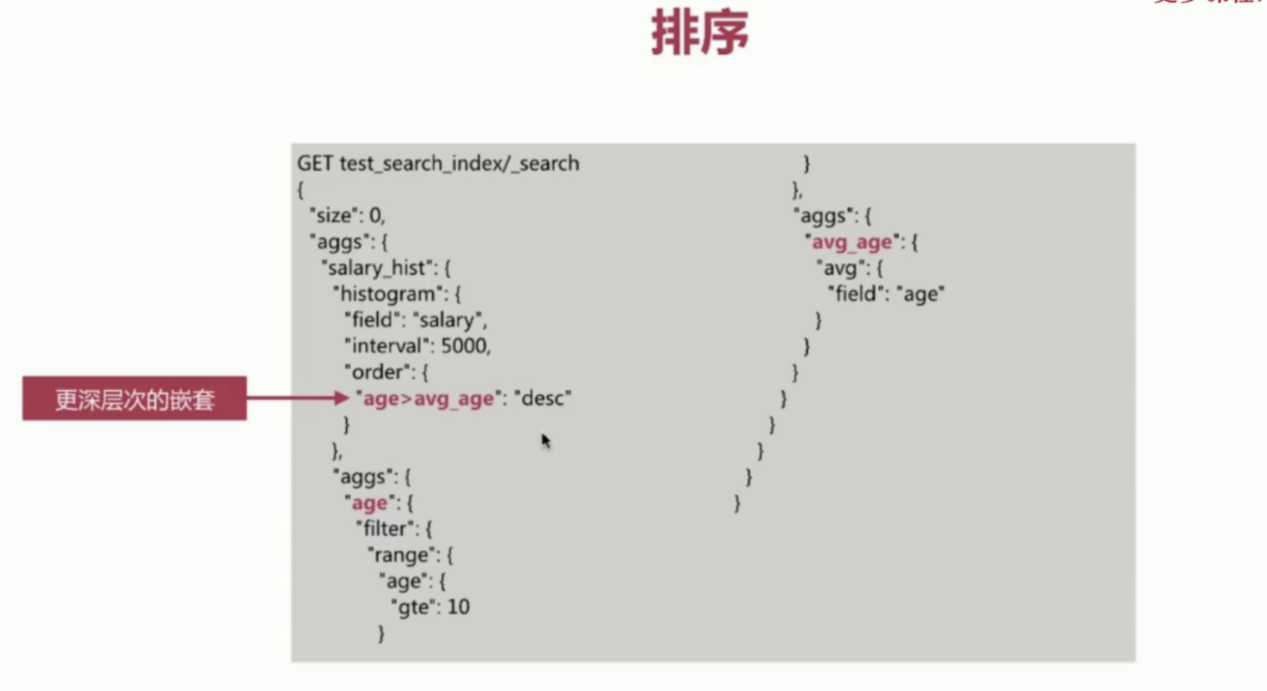 排序
GET test_search_index/_search
{
"size": 0,
"aggs": {
"salary_hist": {
"histogram": {
"field": "salary",
"interval": 5000,
"order": {
更深层次的嵌套
"age>avg_age": "desc"
}
},
"aggs": {
"age": {
"filter": {
"range": {
"age": {
"gte": 10
}
}
},
"aggs": {
"avg_age": {
"avg": {
"field": "age"
}
}
}
}
}
}
}
}